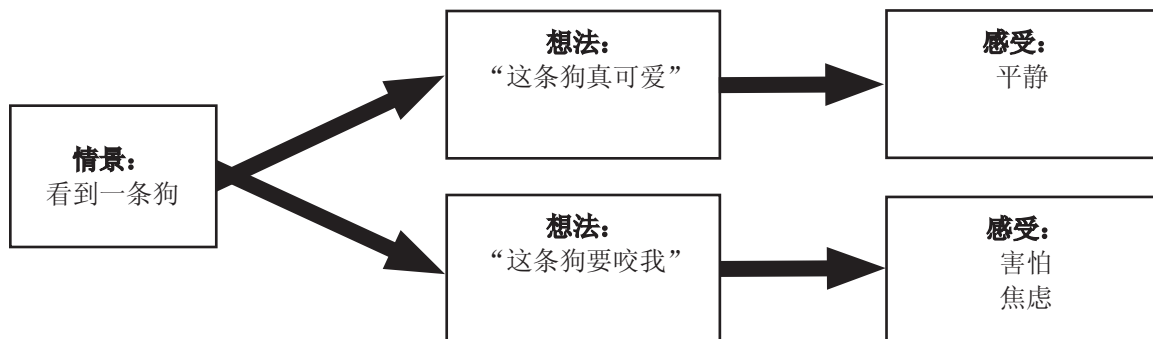 情景：
看到一条狗
想法：
“这条狗真可爱”
感受：
平静
想法：
“这条狗要咬我”
感受：
害怕
焦虑